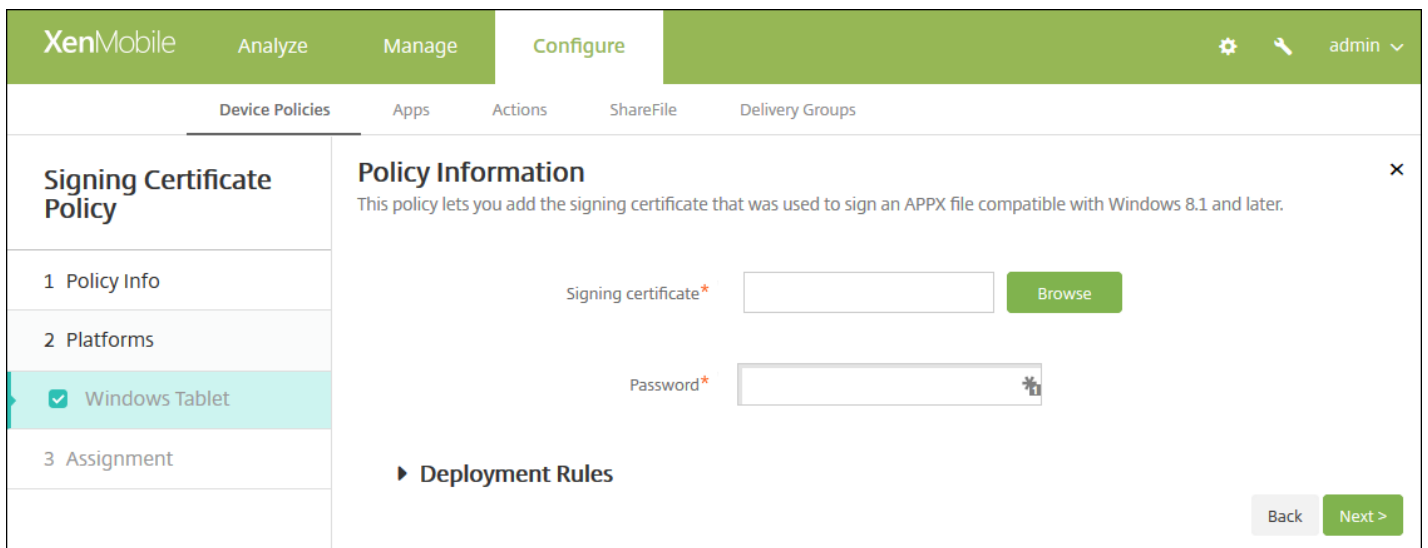 XenMobile Analyze Manage Configure admin
Device Policies Apps Actions ShareFile Delivery Groups
Signing Certificate
Policy
1 Policy Info
2 Platforms
Windows Tablet
3 Assignment
Policy Information
This policy lets you add the signing certificate that was used to sign an APPX file compatible with Windows 8.1 and later.
Signing certificate* Browse
Password* 1
Deployment Rules
Back Next >